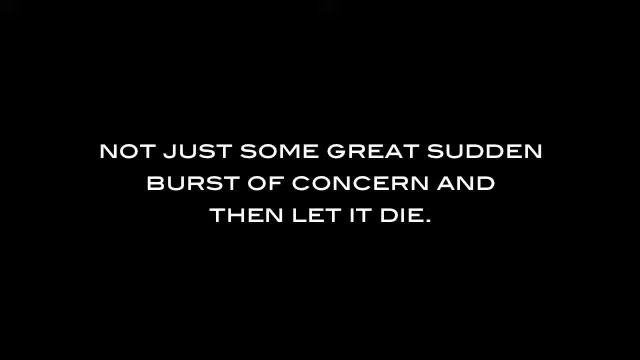 NOT JUST SOME GREAT SUDDEN
BURST OF CONCERN AND
THEN LET IT DIE.